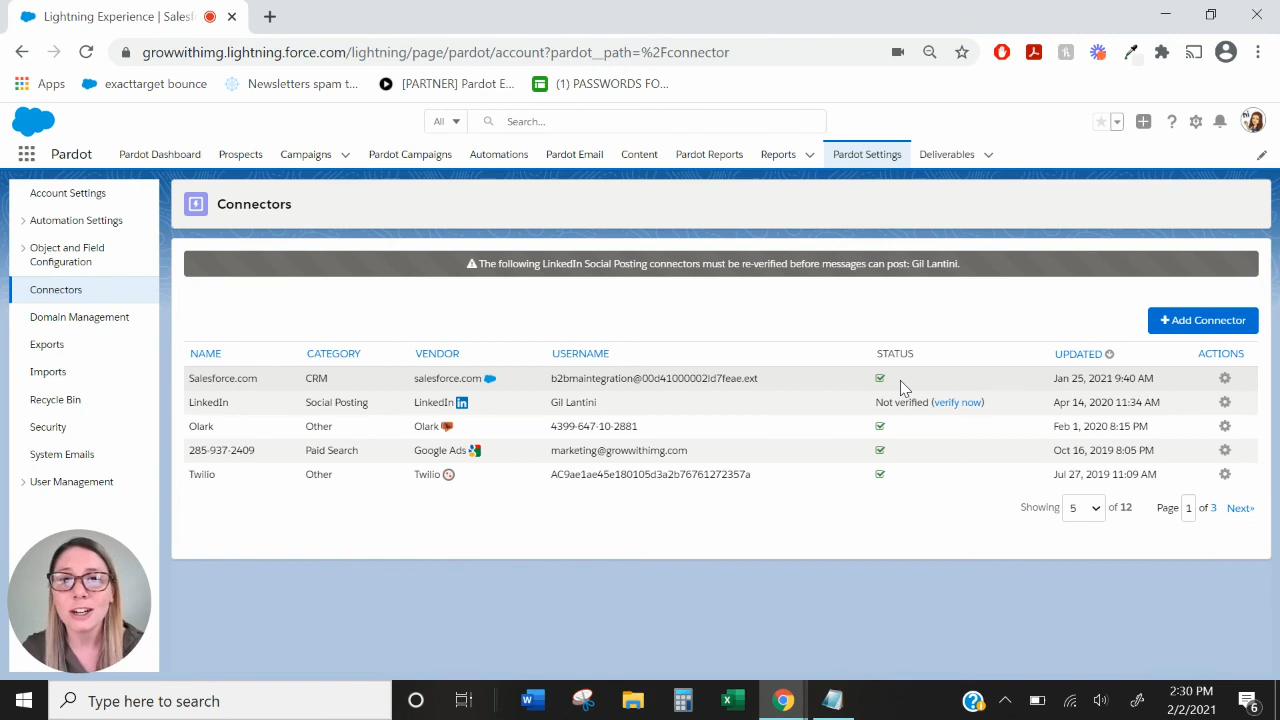 Lightning Experience | Sales
growwithimg.lightning.force.com/lightning/page/pardot/account?pardot__path=%2Fconnector
Apps
exacttarget bounce
Newsletters spam t...
[PARTNER] Pardot E...
(1) PASSWORDS FO...
All
Search...
Pardot
Pardot Dashboard
Prospects
Campaigns
Pardot Campaigns
Automations
Pardot Email
Content
Pardot Reports
Reports
Pardot Settings
Deliverables
Account Settings
Automation Settings
Object and Field
Configuration
Connectors
Domain Management
Exports
Imports
Recycle Bin
Security
System Emails
User Management
Connectors
The following LinkedIn Social Posting connectors must be re-verified before messages can post: Gil Lantini.
+ Add Connector
NAME CATEGORY VENDOR USERNAME STATUS UPDATED ACTIONS
Salesforce.com CRM salesforce.com b2bmaintegration@00d41000002ld7feae.ext Jan 25, 2021 9:40 AM
LinkedIn Social Posting LinkedIn Gil Lantini Not verified (verify now) Apr 14, 2020 11:34 AM
Olark Other Olark 4399-647-10-2881 Feb 1, 2020 8:15 PM
285-937-2409 Paid Search Google Ads marketing@growwithimg.com Oct 16, 2019 8:05 PM
Twilio Other Twilio AC9ae1ae45e180105d3a2b76761272357a Jul 27, 2019 11:09 AM
Showing 5 of 12 Page 1 of 3 Next»
Type here to search
2:30 PM
2/2/2021
6